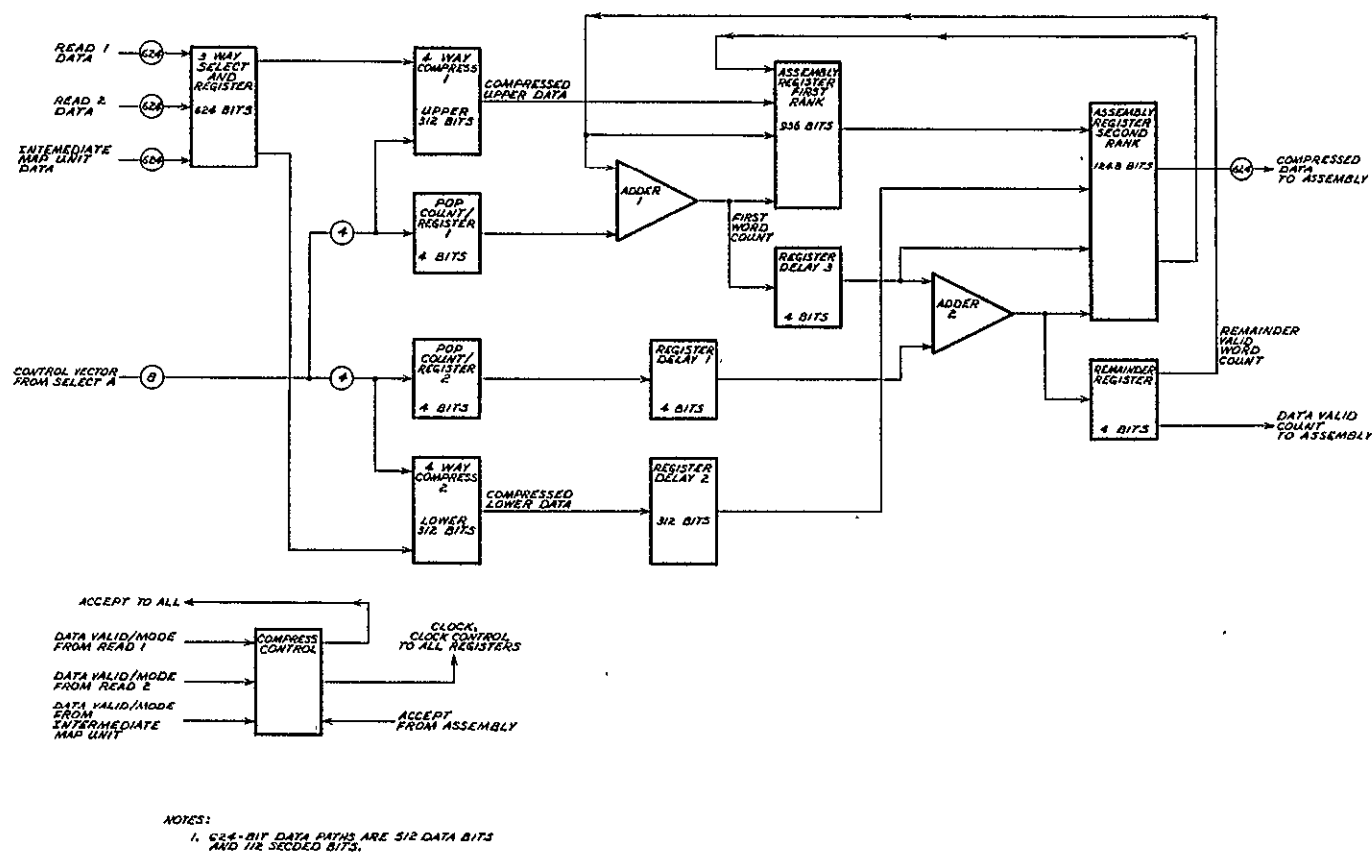 READ 1
DATA
624
3 WAY
SELECT
AND
REGISTER
624 BITS
READ 2
DATA
624
INTEMEDIATE
MAP UNIT
DATA
624
4 WAY
COMPRESS
1
UPPER
312 BITS
COMPRESSED
UPPER DATA
ASSEMBLY
REGISTER
FIRST
RANK
936 BITS
ASSEMBLY
REGISTER
SECOND
RANK
1248 BITS
624
COMPRESSED
DATA
TO ASSEMBLY
4
POP
COUNT/
REGISTER
1
4 BITS
ADDER
1
FIRST
WORD
COUNT
REGISTER
DELAY 3
4 BITS
ADDER
2
REMAINDER
VALID
WORD
COUNT
CONTROL VECTOR
FROM SELECT A
8
4
POP
COUNT/
REGISTER
2
4 BITS
REGISTER
DELAY 1
4 BITS
REMAINDER
REGISTER
4 BITS
DATA VALID
COUNT
TO ASSEMBLY
4 WAY
COMPRESS
2
LOWER
312 BITS
COMPRESSED
LOWER DATA
REGISTER
DELAY 2
312 BITS
ACCEPT TO ALL
DATA VALID/MODE
FROM READ 1
DATA VALID/MODE
FROM READ 2
DATA VALID/MODE
FROM
INTERMEDIATE
MAP UNIT
COMPRESS
CONTROL
CLOCK,
CLOCK CONTROL
TO ALL REGISTERS
ACCEPT
FROM ASSEMBLY
NOTES:
1. 624-BIT DATA PATHS ARE 512 DATA BITS
AND 112 SECDED BITS.